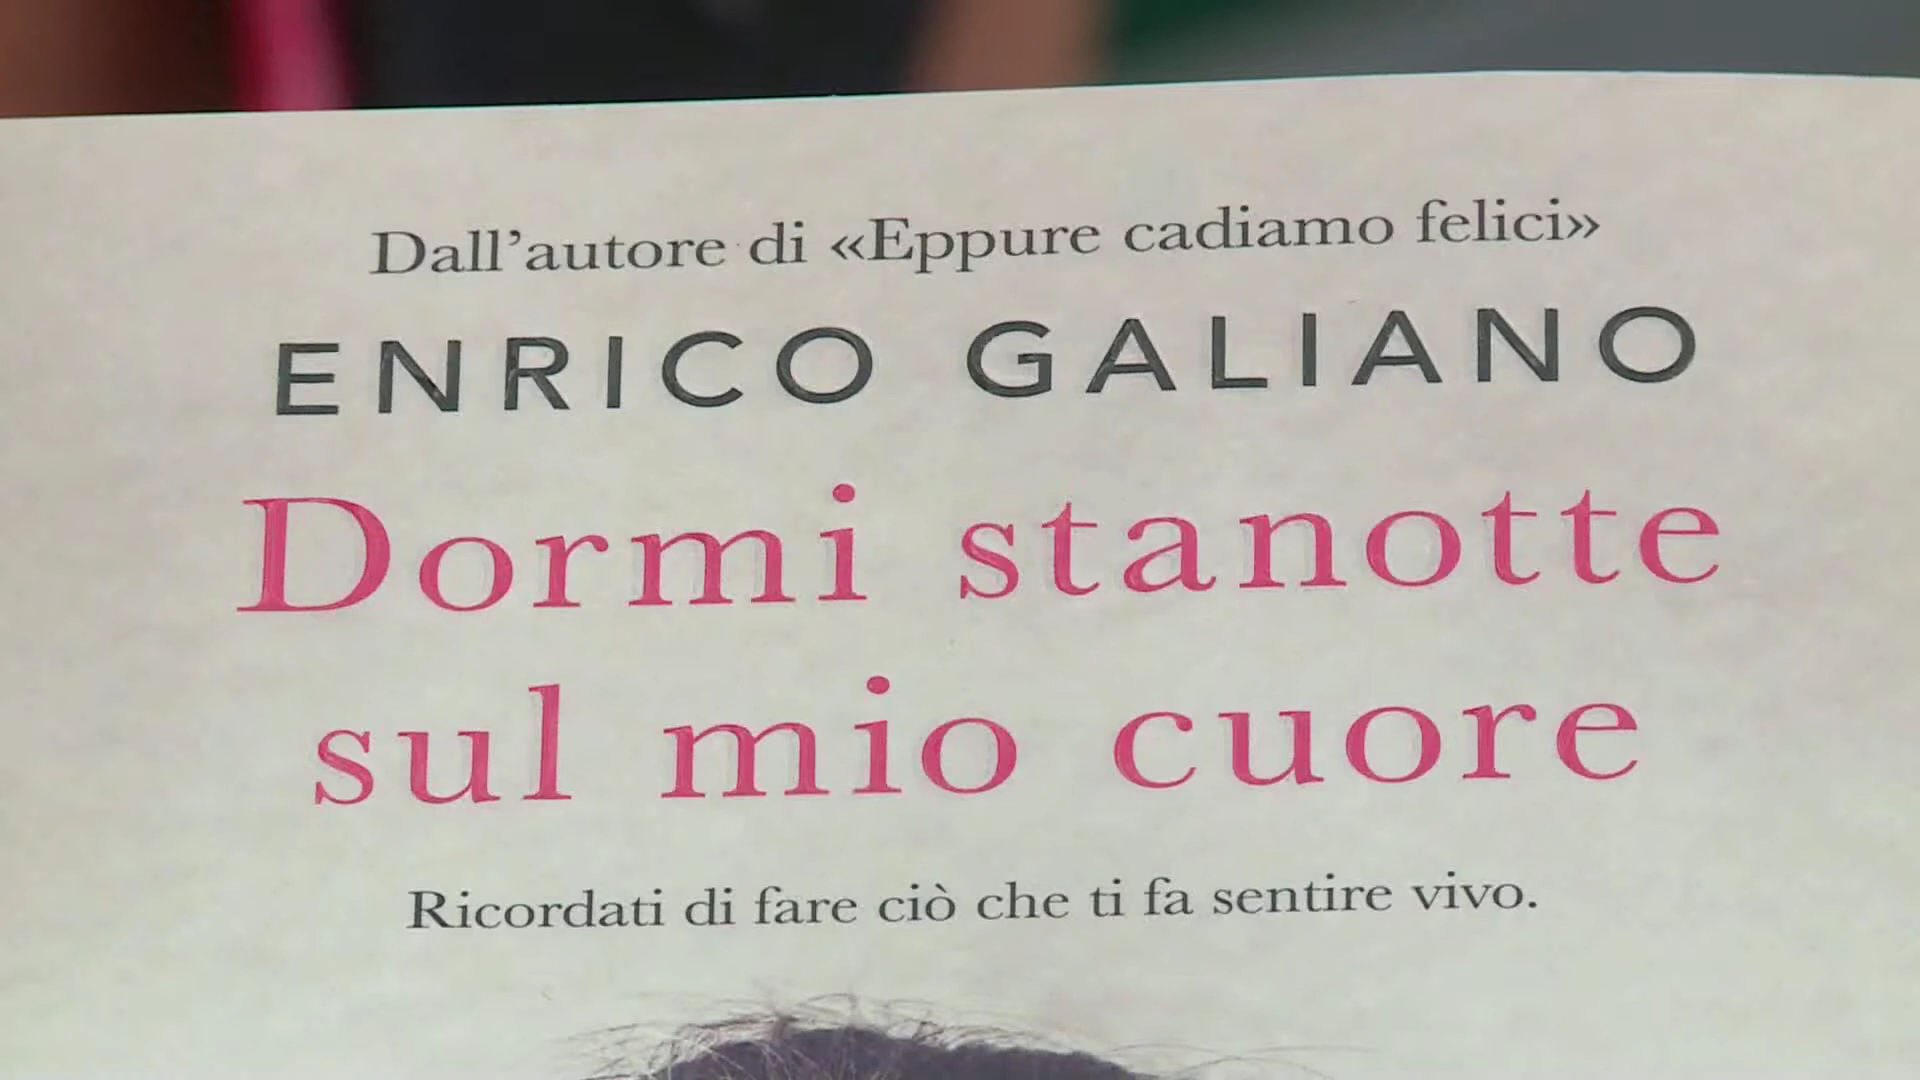 Dall'autore di «Eppure cadiamo felici»
ENRICO GALIANO
Dormi stanotte
sul mio cuore
Ricordati di fare ciò che ti fa sentire vivo.